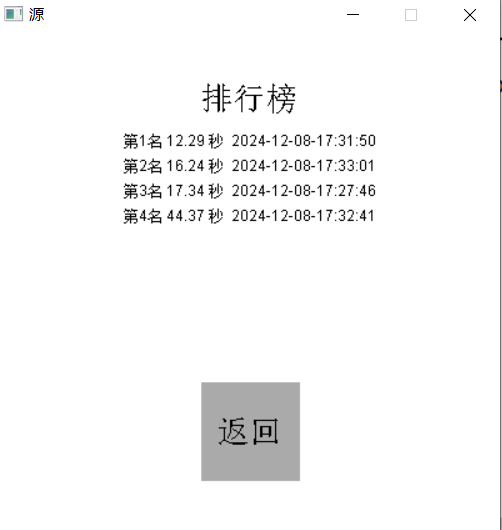 源
排行榜
第1名 12.29 秒 2024-12-08-17:31:50
第2名 16.24 秒 2024-12-08-17:33:01
第3名 17.34 秒 2024-12-08-17:27:46
第4名 44.37 秒 2024-12-08-17:32:41
返回